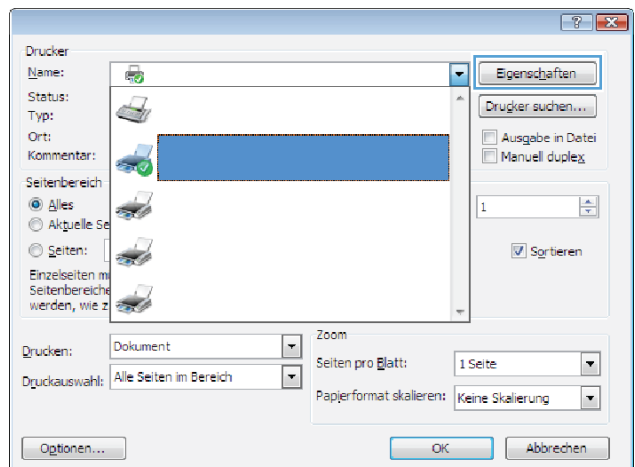 Drucker
Name:
Eigenschaften
Status:
Drucker suchen...
Typ:
Ort:
Ausgabe in Datei
Kommentar:
Manuell duplex
Seitenbereich
Alles
1
Aktuelle Se
Seiten:
Sortieren
Einzelseiten m
Seitenbereiche
werden, wie z
Zoom
Drucken:
Dokument
Seiten pro Blatt:
1 Seite
Druckauswahl:
Alle Seiten im Bereich
Papierformat skalieren:
Keine Skalierung
Optionen...
OK
Abbrechen